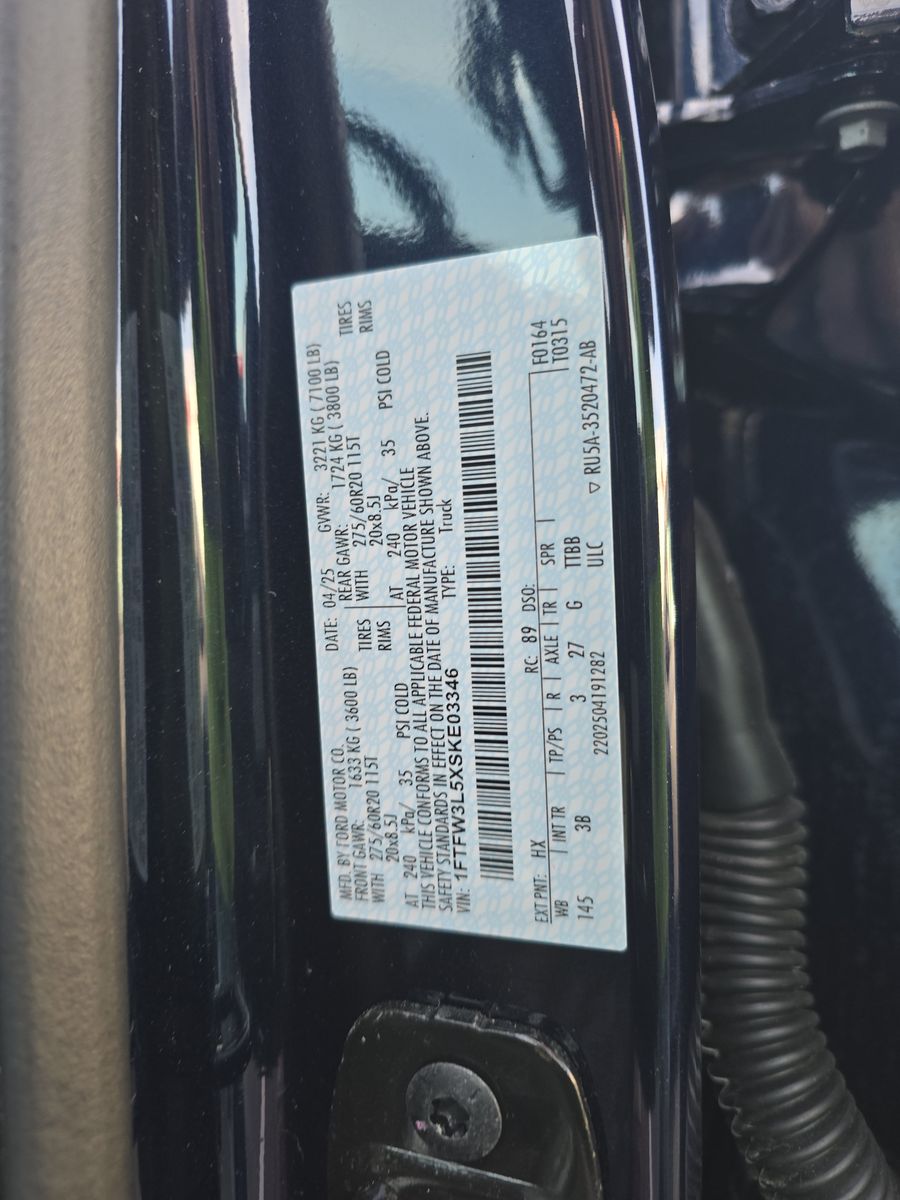 MFD. BY FORD MOTOR CO. DATE: 04/25 GVWR: 3221 KG ( 7100 LB)
FRONT GAWR: 1633 KG ( 3600 LB) REAR GAWR: 1724 KG ( 3800 LB)
WITH 275/60R20 115T TIRES WITH 275/60R20 115T TIRES
20x8.5J RIMS 20x8.5J RIMS
AT 240 kPa/ 35 PSI COLD AT 240 kPa/ 35 PSI COLD
THIS VEHICLE CONFORMS TO ALL APPLICABLE FEDERAL MOTOR VEHICLE
SAFETY STANDARDS IN EFFECT ON THE DATE OF MANUFACTURE SHOWN ABOVE.
VIN: 1FTFW3L5XSKE03346 TYPE: Truck
EXT PNT: HX RC: 89 DSO: F0164
WB INT TR TP/PS R AXLE TR SPR T0315
145 3B 3 27 G TTBB
2202504191282 ULC ▽ RU5A-3520472-AB